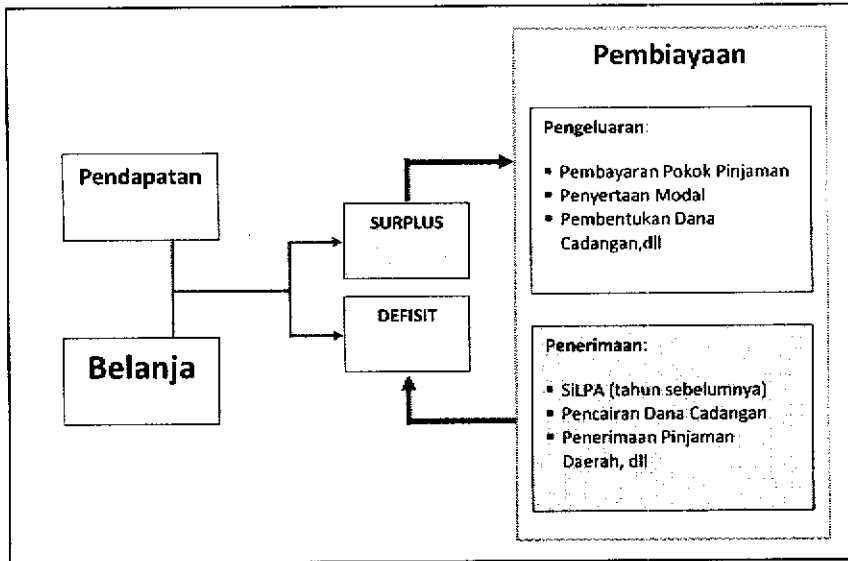 Pembiayaan
Pengeluaran:
▪ Pembayaran Pokok Pinjaman
▪ Penyertaan Modal
▪ Pembentukan Dana
Cadangan,dll
Pendapatan
SURPLUS
DEFISIT
Belanja
Penerimaan:
▪ SiLPA (tahun sebelumnya)
▪ Pencairan Dana Cadangan
▪ Penerimaan Pinjaman
Daerah, dll